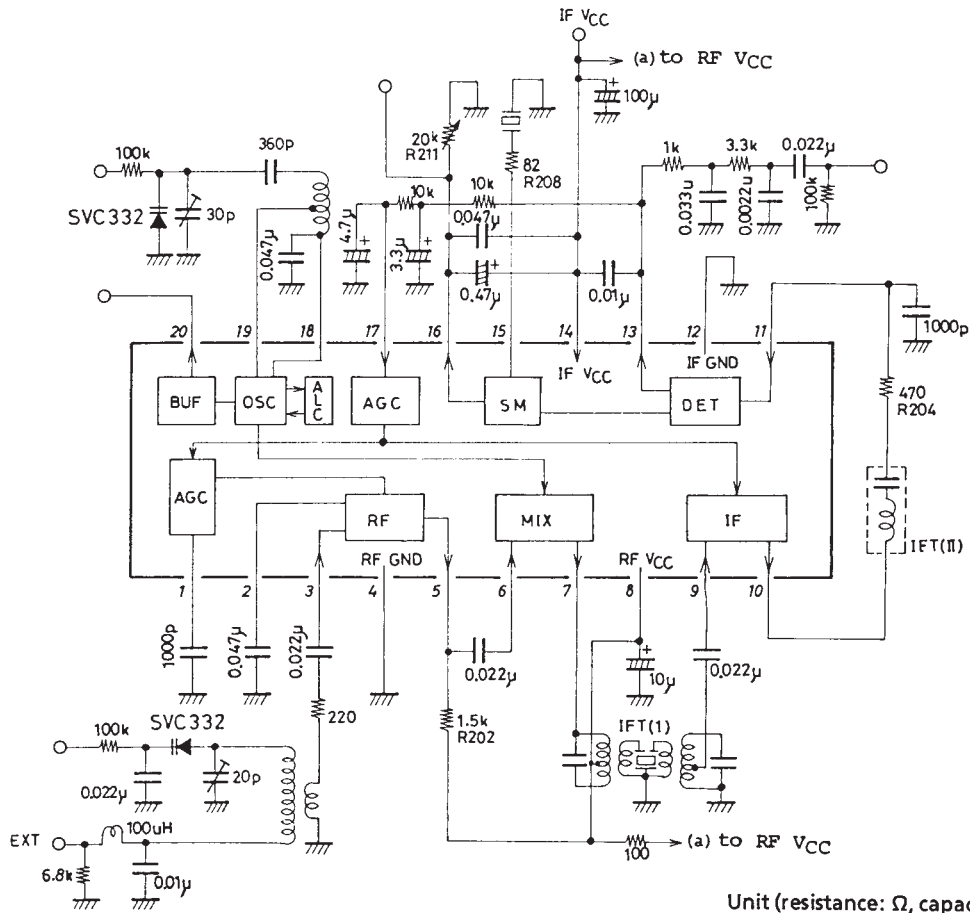 IF VCC
(a) to RF VCC
100μ
20k
R211
82
R208
1k
3.3k
0.022μ
100k
360p
100k
SVC332
30p
0.047μ
4.7μ
10k
10k
3.3μ
0.047μ
0.47μ
0.01μ
0.033u
0.0022u
1000p
20
19
18
17
16
15
14
13
12
11
IF VCC
IF GND
BUF
OSC
ALC
AGC
SM
DET
470
R204
AGC
RF
MIX
IF
IFT(II)
RF GND
RF VCC
1
2
3
4
5
6
7
8
9
10
1000p
0.047μ
0.022μ
0.022μ
10μ
0.022μ
220
1.5k
R202
IFT(1)
100k
SVC332
0.022μ
20p
EXT
100uH
6.8k
0.01μ
100
(a) to RF VCC
Unit (resistance: Ω, capac